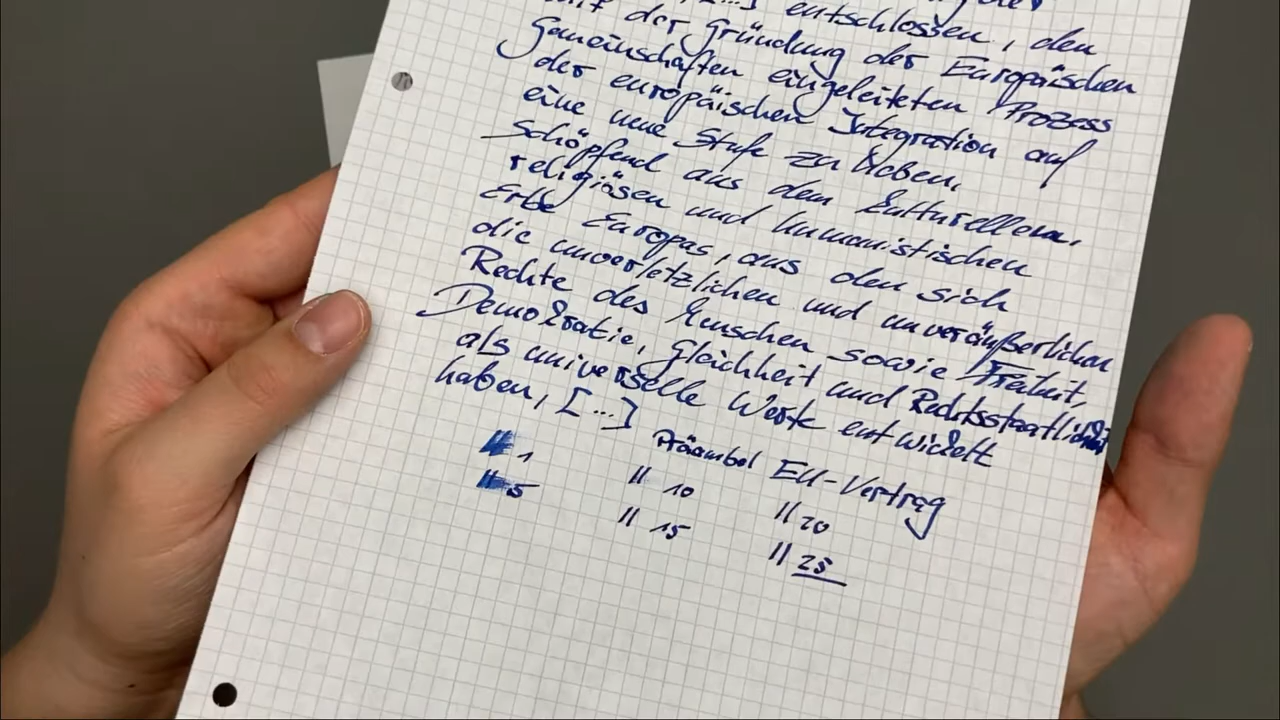 [...] entschlossen, den
mit der Gründung der Europäischen
Gemeinschaften eingeleiteten Prozess
der europäischen Integration auf
eine neue Stufe zu heben,
Schöpfend aus dem kulturellen,
religiösen und humanistischen
Erbe Europas, aus dem sich
die unverletzlichen und unveräußerlichen
Rechte des Menschen sowie Freiheit,
Demokratie, Gleichheit und Rechtsstaatlichkeit
als universelle Werte entwickelt
haben, [...]
Präambel EU-Vertrag
1 " 10 " 20
" 5 " 15 " 25